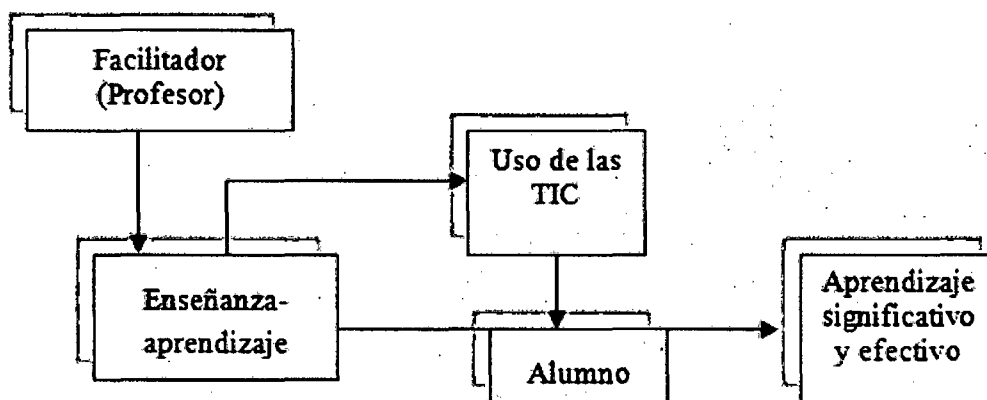 Facilitador
(Profesor)
Uso de las
TIC
Enseñanza-
aprendizaje
Alumno
Aprendizaje
significativo
y efectivo